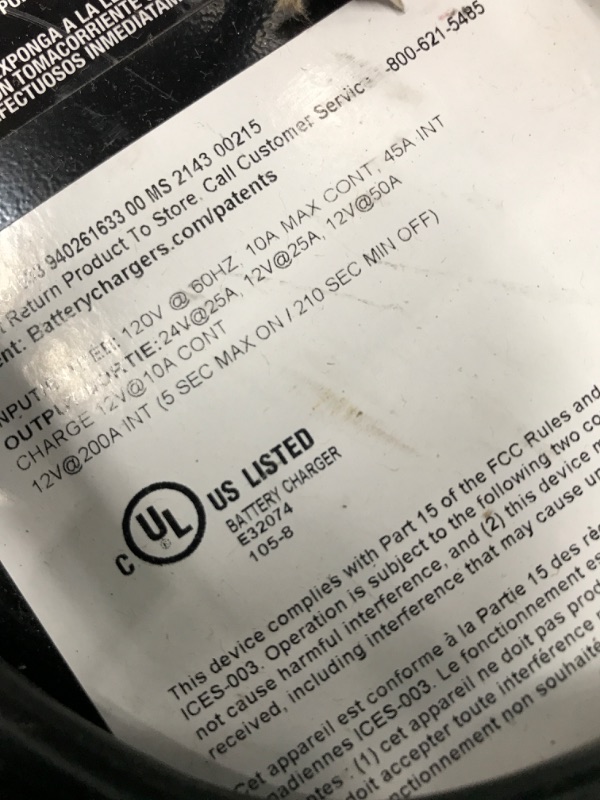 EXPONGA A LA
TOMACORRIENTE
FECTUOSOS INMEDIATAM
940261633 00 MS 2143 00215
Return Product To Store. Call Customer Service -800-621-5485
Batterychargers.com/patents
120V @ 60HZ, 10A MAX CONT, 45A INT
24V@25A, 12V@25A, 12V@50A
CHARGE 12V@10A CONT
12V@200A INT (5 SEC MAX ON / 210 SEC MIN OFF)
C UL US LISTED
BATTERY CHARGER
E32074
105-8
This device complies with Part 15 of the FCC Rules and
ICES-003. Operation is subject to the following two co
not cause harmful interference, and (2) this device m
received, including interference that may cause un
Cet appareil est conforme à la Partie 15 des rè
adiennes ICES-003. Le fonctionnement es
tes : (1) cet appareil ne doit pas prod
doit accepter toute interférence
nctionnement non souhaité